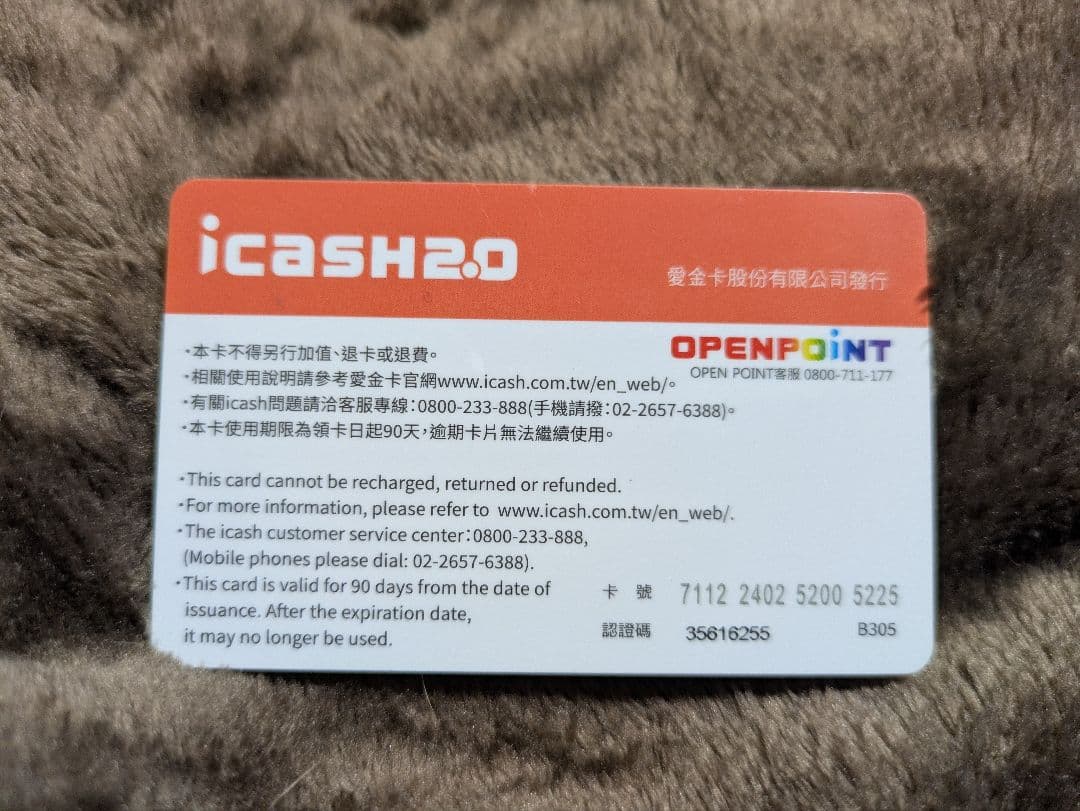 icash2.0
愛金卡股份有限公司發行
OPENPOiNT
OPEN POINT客服 0800-711-177
·本卡不得另行加值、退卡或退費。
·相關使用說明請參考愛金卡官網www.icash.com.tw/en_web/。
·有關icash問題請洽客服專線:0800-233-888(手機請撥:02-2657-6388)。
·本卡使用期限為領卡日起90天,逾期卡片無法繼續使用。
·This card cannot be recharged, returned or refunded.
·For more information, please refer to www.icash.com.tw/en_web/.
·The icash customer service center:0800-233-888,
(Mobile phones please dial: 02-2657-6388).
·This card is valid for 90 days from the date of
issuance. After the expiration date,
it may no longer be used.
卡 號 7112 2402 5200 5225
認證碼 35616255 B305